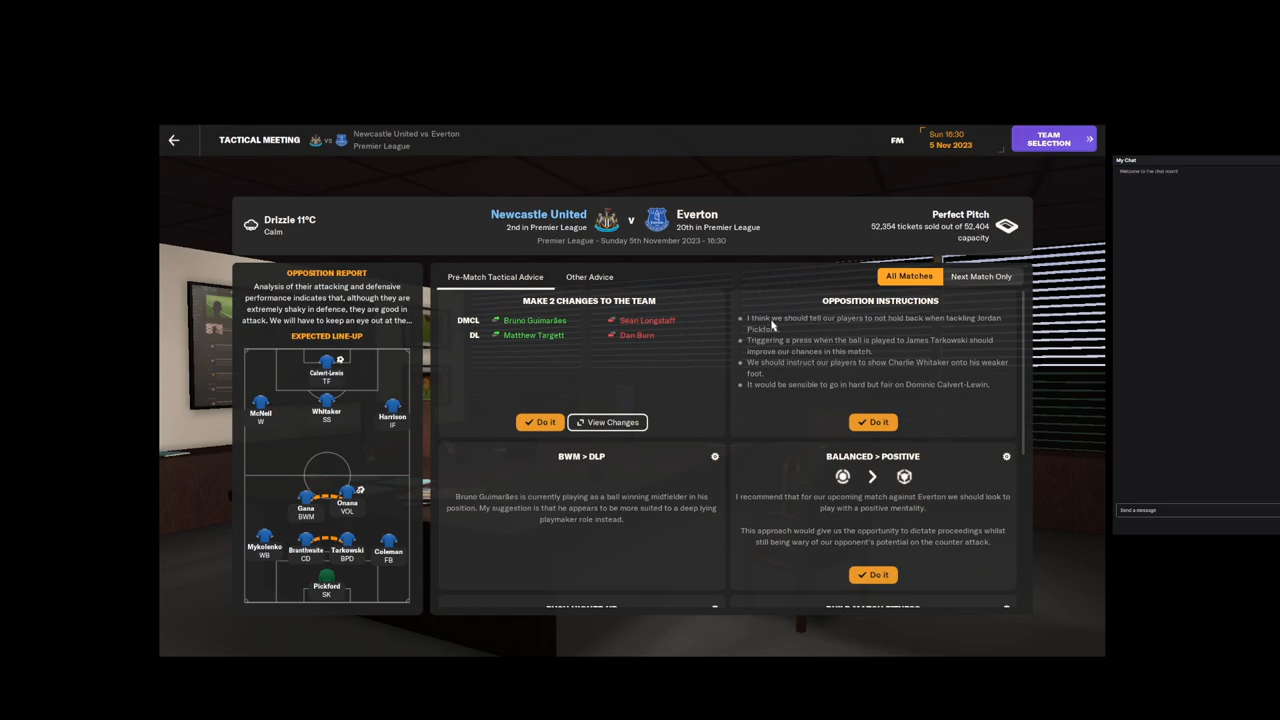 TACTICAL MEETING
vs
Newcastle United vs Everton
Premier League
FM
Sun 16:30
5 Nov 2023
TEAM
SELECTION
Drizzle 11°C
Calm
Newcastle United
2nd in Premier League
v
Everton
20th in Premier League
Premier League - Sunday 5th November 2023 - 16:30
Perfect Pitch
52,354 tickets sold out of 52,404
capacity
OPPOSITION REPORT
Analysis of their attacking and defensive
performance indicates that, although they are
extremely shaky in defence, they are good in
attack. We will have to keep an eye out at the...
EXPECTED LINE-UP
Calvert-Lewin
TF
McNeil
W
Whitaker
SS
Harrison
IF
Gana
BWM
Onana
VOL
Mykolenko
WB
Branthwaite
CD
Tarkowski
BPD
Coleman
FB
Pickford
SK
Pre-Match Tactical Advice
Other Advice
All Matches
Next Match Only
MAKE 2 CHANGES TO THE TEAM
DMCL Bruno Guimarães Sean Longstaff
DL Matthew Targett Dan Burn
Do it
View Changes
OPPOSITION INSTRUCTIONS
I think we should tell our players to not hold back when tackling Jordan
Pickford.
Triggering a press when the ball is played to James Tarkowski should
improve our chances in this match.
We should instruct our players to show Charlie Whitaker onto his weaker
foot.
It would be sensible to go in hard but fair on Dominic Calvert-Lewin.
Do it
BWM > DLP
Bruno Guimarães is currently playing as a ball winning midfielder in his
position. My suggestion is that he appears to be more suited to a deep lying
playmaker role instead.
BALANCED > POSITIVE
I recommend that for our upcoming match against Everton we should look to
play with a positive mentality.
This approach would give us the opportunity to dictate proceedings whilst
still being wary of our opponent's potential on the counter attack.
Do it
My Chat
Welcome to the chat room!
Send a message